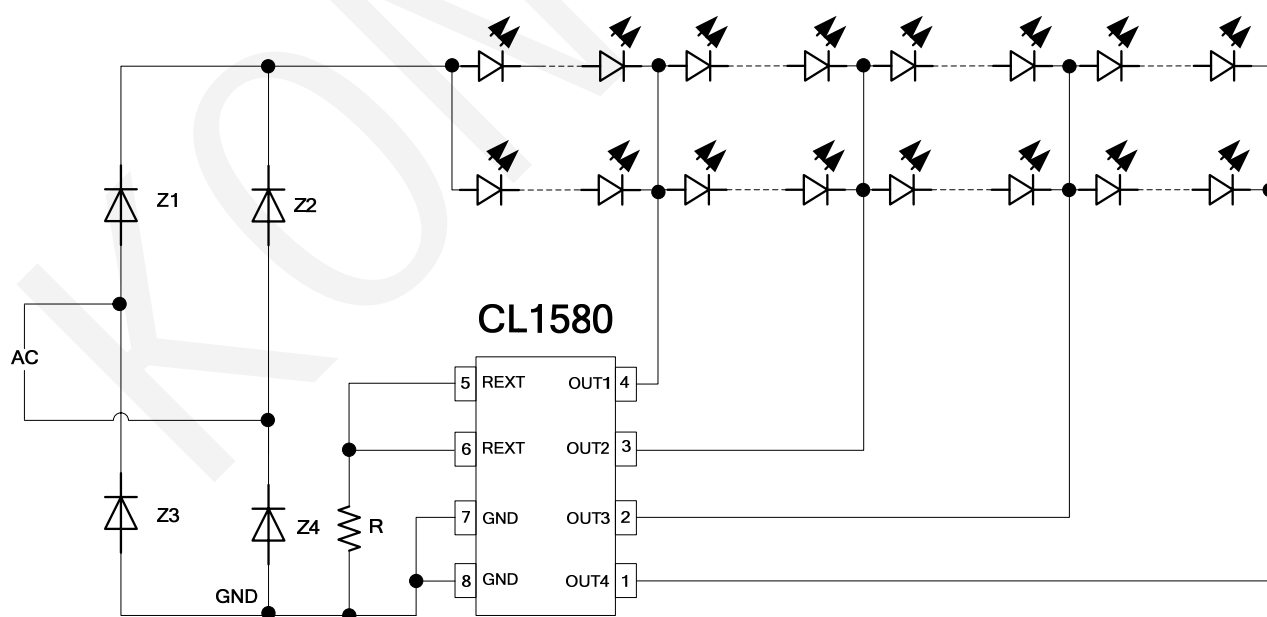 KON
Z1
Z2
AC
CL1580
5 REXT OUT1 4
6 REXT OUT2 3
Z3
Z4
R
7 GND OUT3 2
8 GND OUT4 1
GND